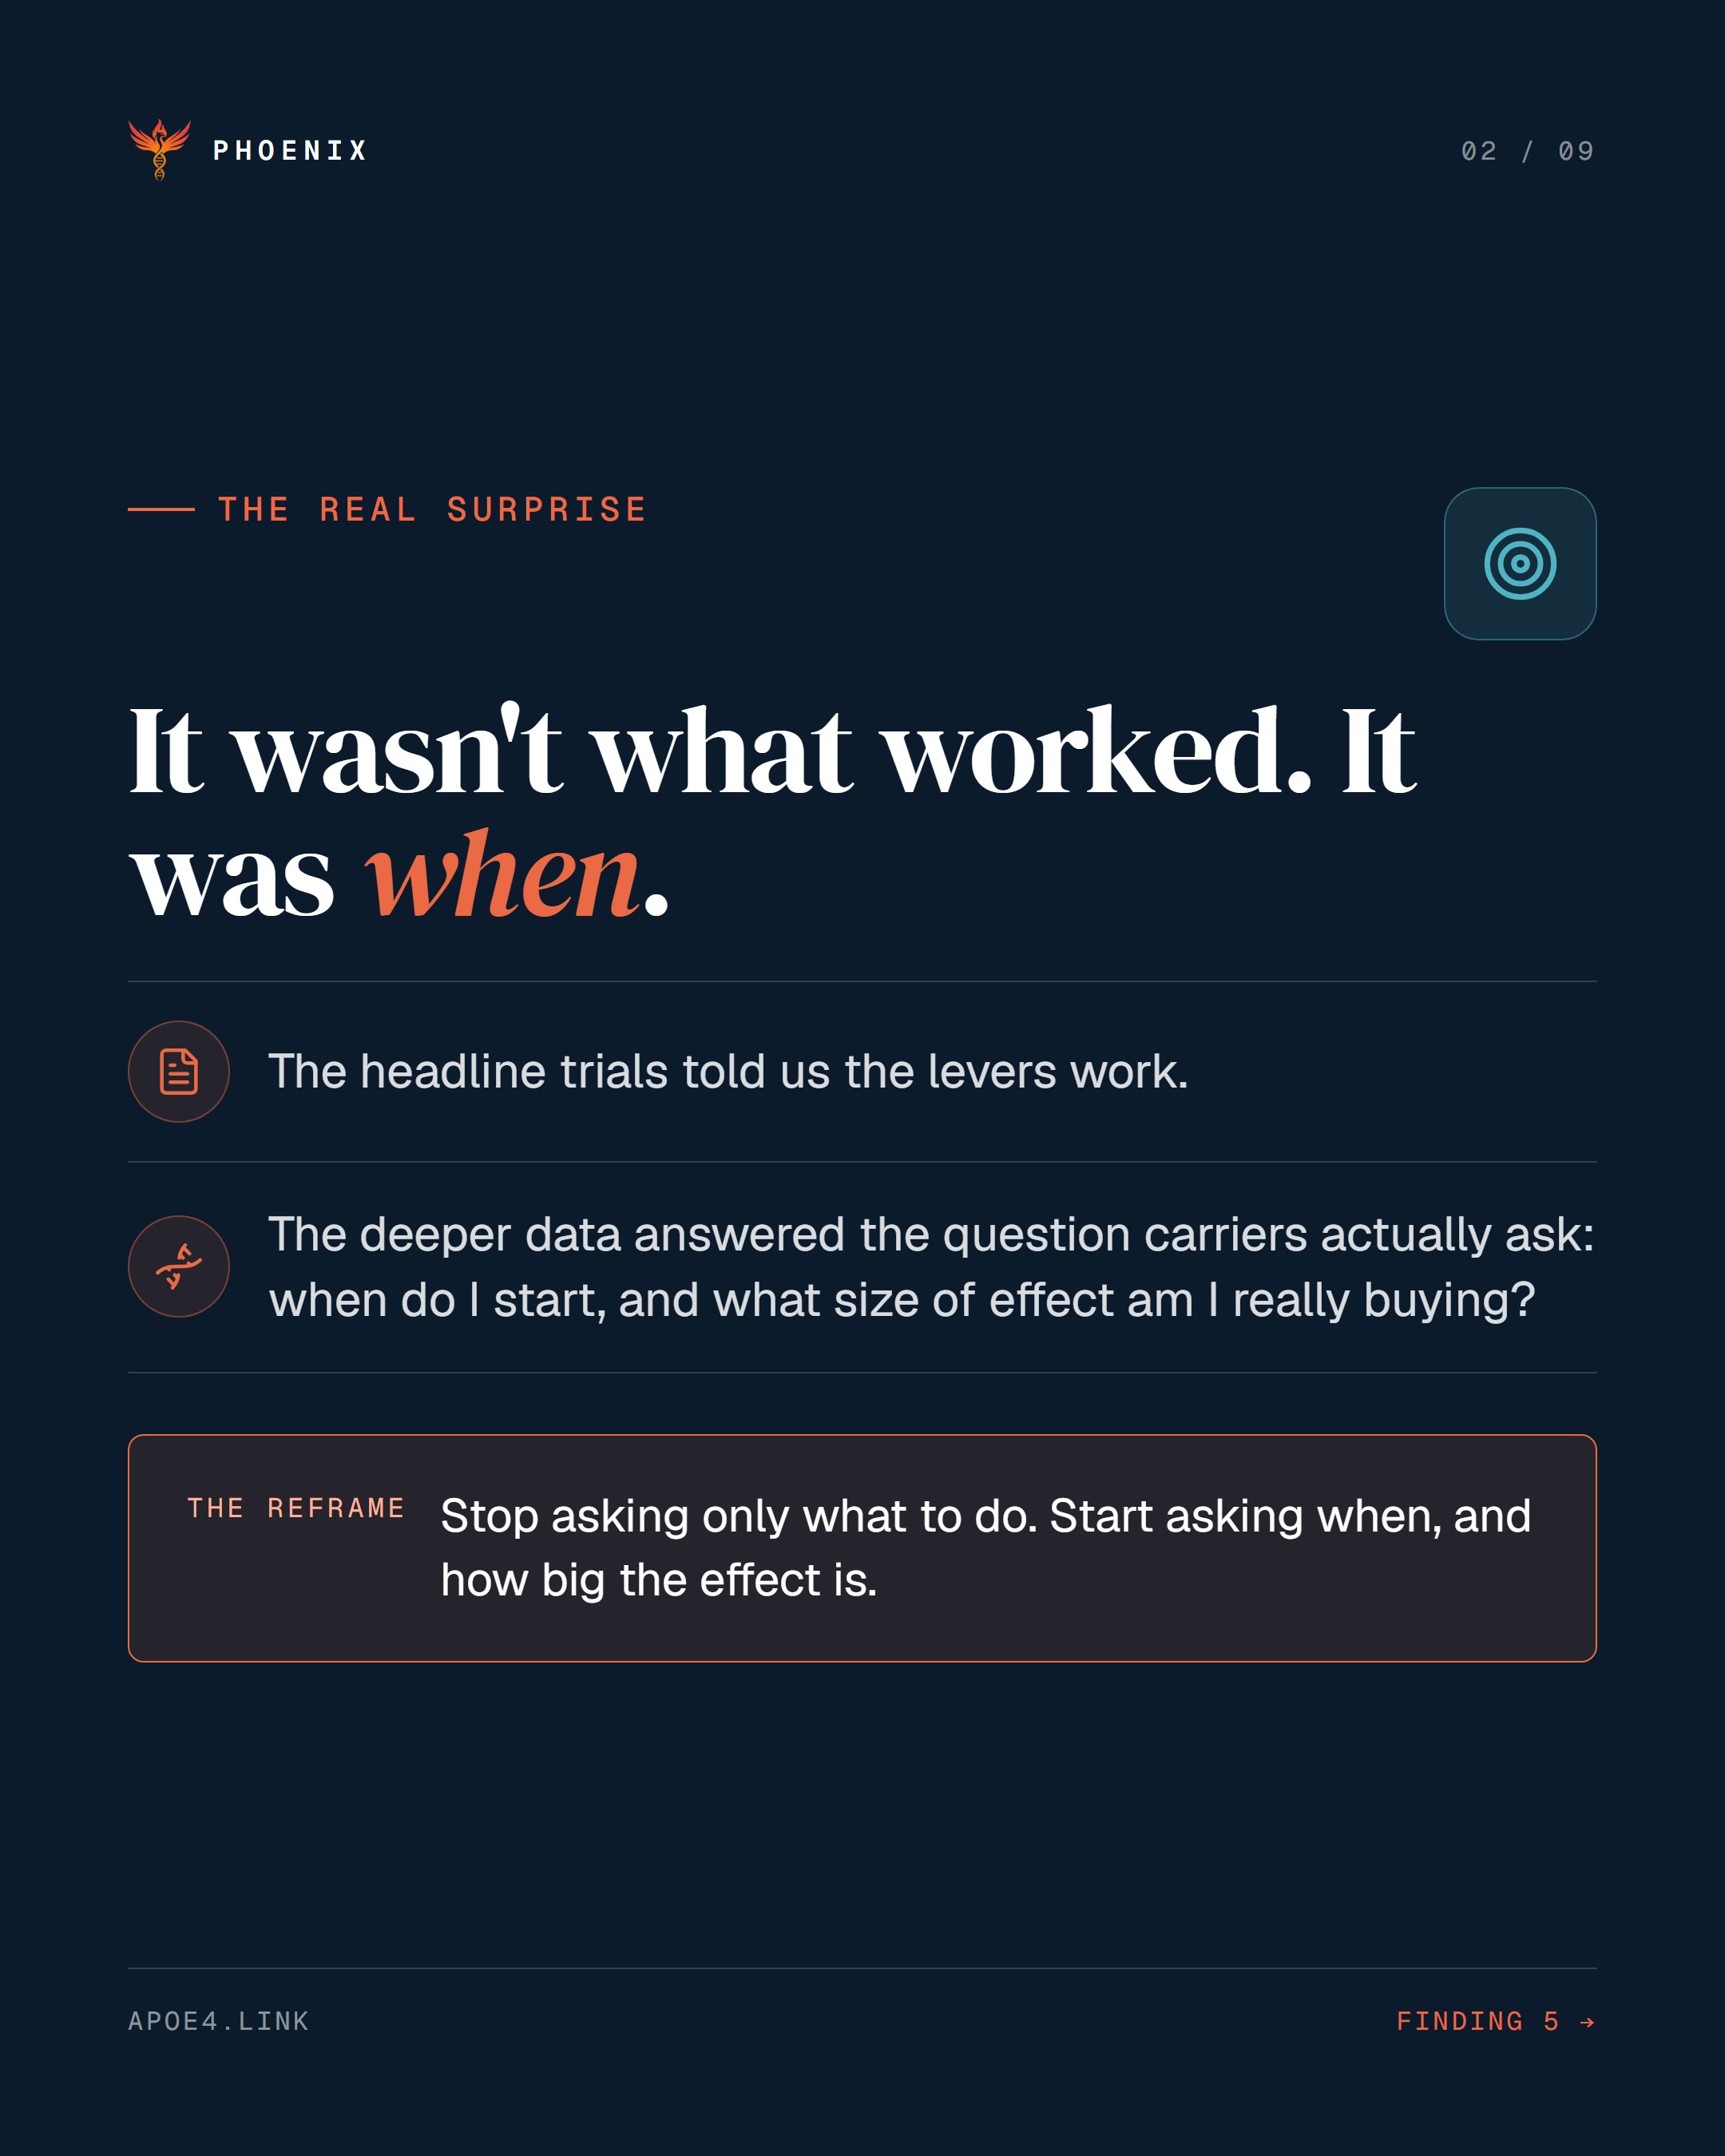 PHOENIX
02 / 09
THE REAL SURPRISE
It wasn't what worked. It
was when.
The headline trials told us the levers work.
The deeper data answered the question carriers actually ask:
when do I start, and what size of effect am I really buying?
THE REFRAME
Stop asking only what to do. Start asking when, and
how big the effect is.
APOE4.LINK
FINDING 5 →